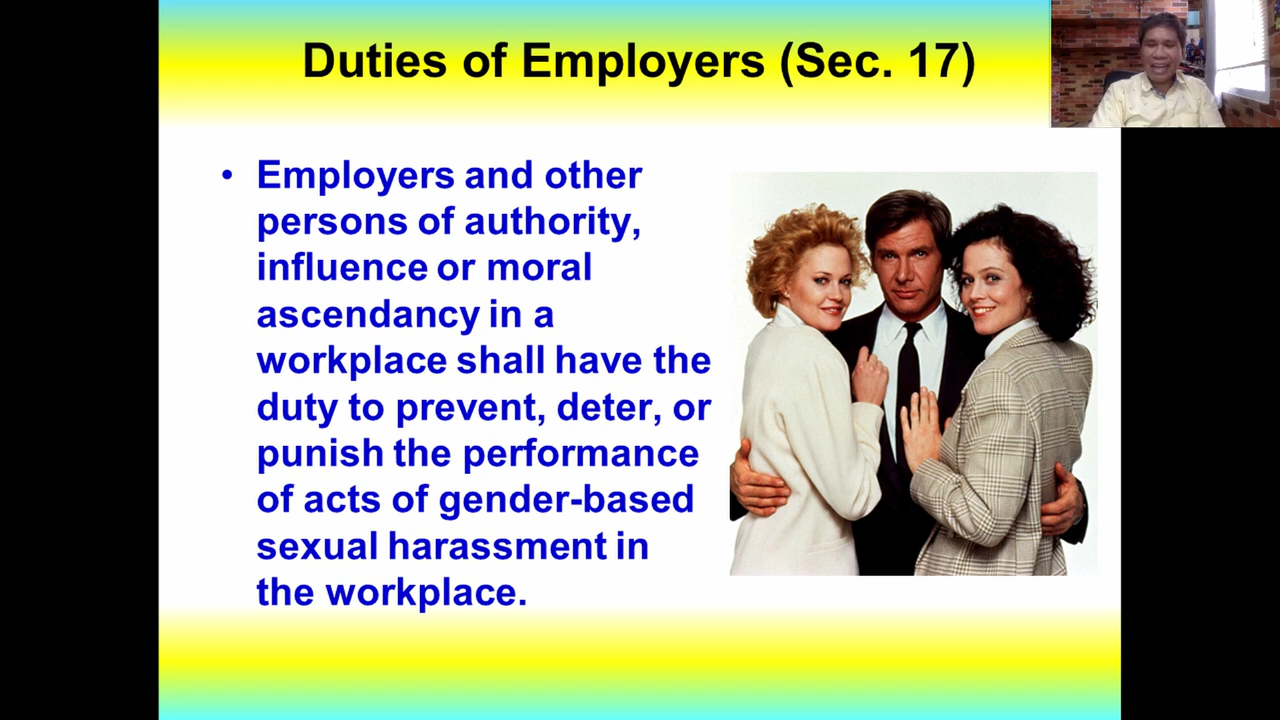 Duties of Employers (Sec. 17)
• Employers and other
persons of authority,
influence or moral
ascendancy in a
workplace shall have the
duty to prevent, deter, or
punish the performance
of acts of gender-based
sexual harassment in
the workplace.